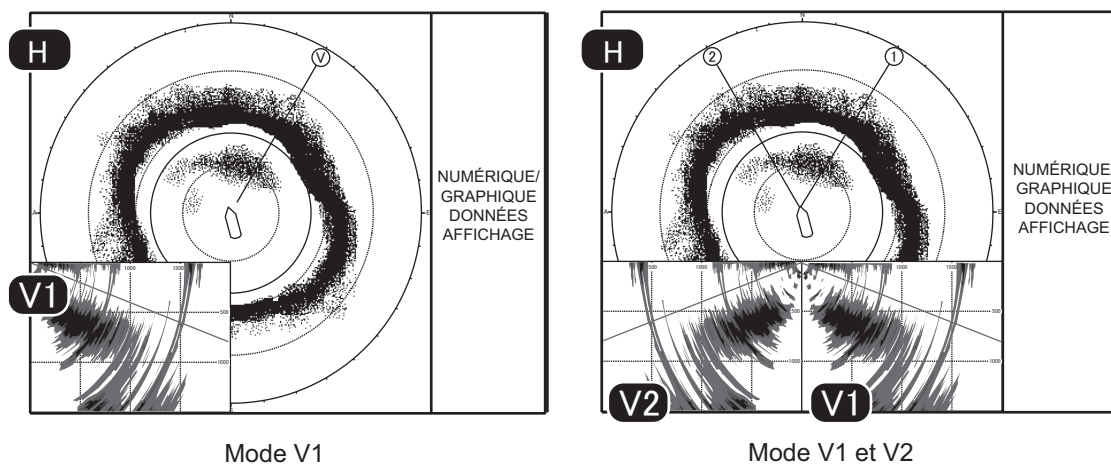 H
N
V
A
E
NUMÉRIQUE/
GRAPHIQUE
DONNÉES
AFFICHAGE
V1
1000
1500
500
1000
Mode V1
H
N
2
1
A
E
NUMÉRIQUE
GRAPHIQUE
DONNÉES
AFFICHAGE
500
1000
1000
1500
500
500
1000
1000
V2
V1
Mode V1 et V2